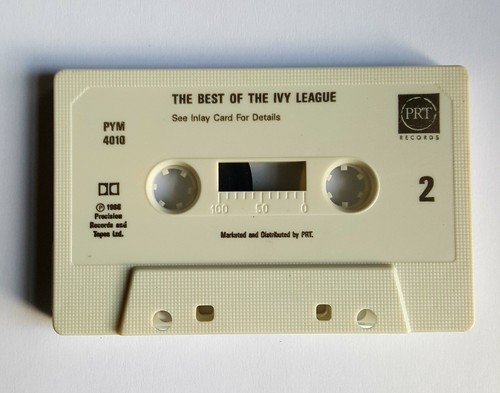 THE BEST OF THE IVY LEAGUE
See Inlay Card For Details
PYM
4010
PRT
RECORDS
100 50 0
2
℗ 1988
Precision
Records and
Tapes Ltd.
Marketed and Distributed by PRT.